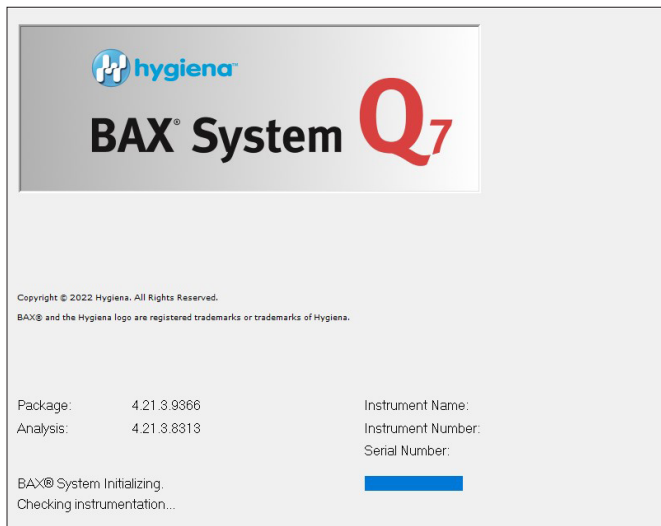 hygiena™
BAX® System Q7
Copyright © 2022 Hygiena. All Rights Reserved.
BAX® and the Hygiena logo are registered trademarks or trademarks of Hygiena.
Package: 4.21.3.9366
Instrument Name:
Analysis: 4.21.3.8313
Instrument Number:
Serial Number:
BAX® System Initializing.
Checking instrumentation...